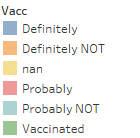 Vacc
Definitely
Definitely NOT
nan
Probably
Probably NOT
Vaccinated